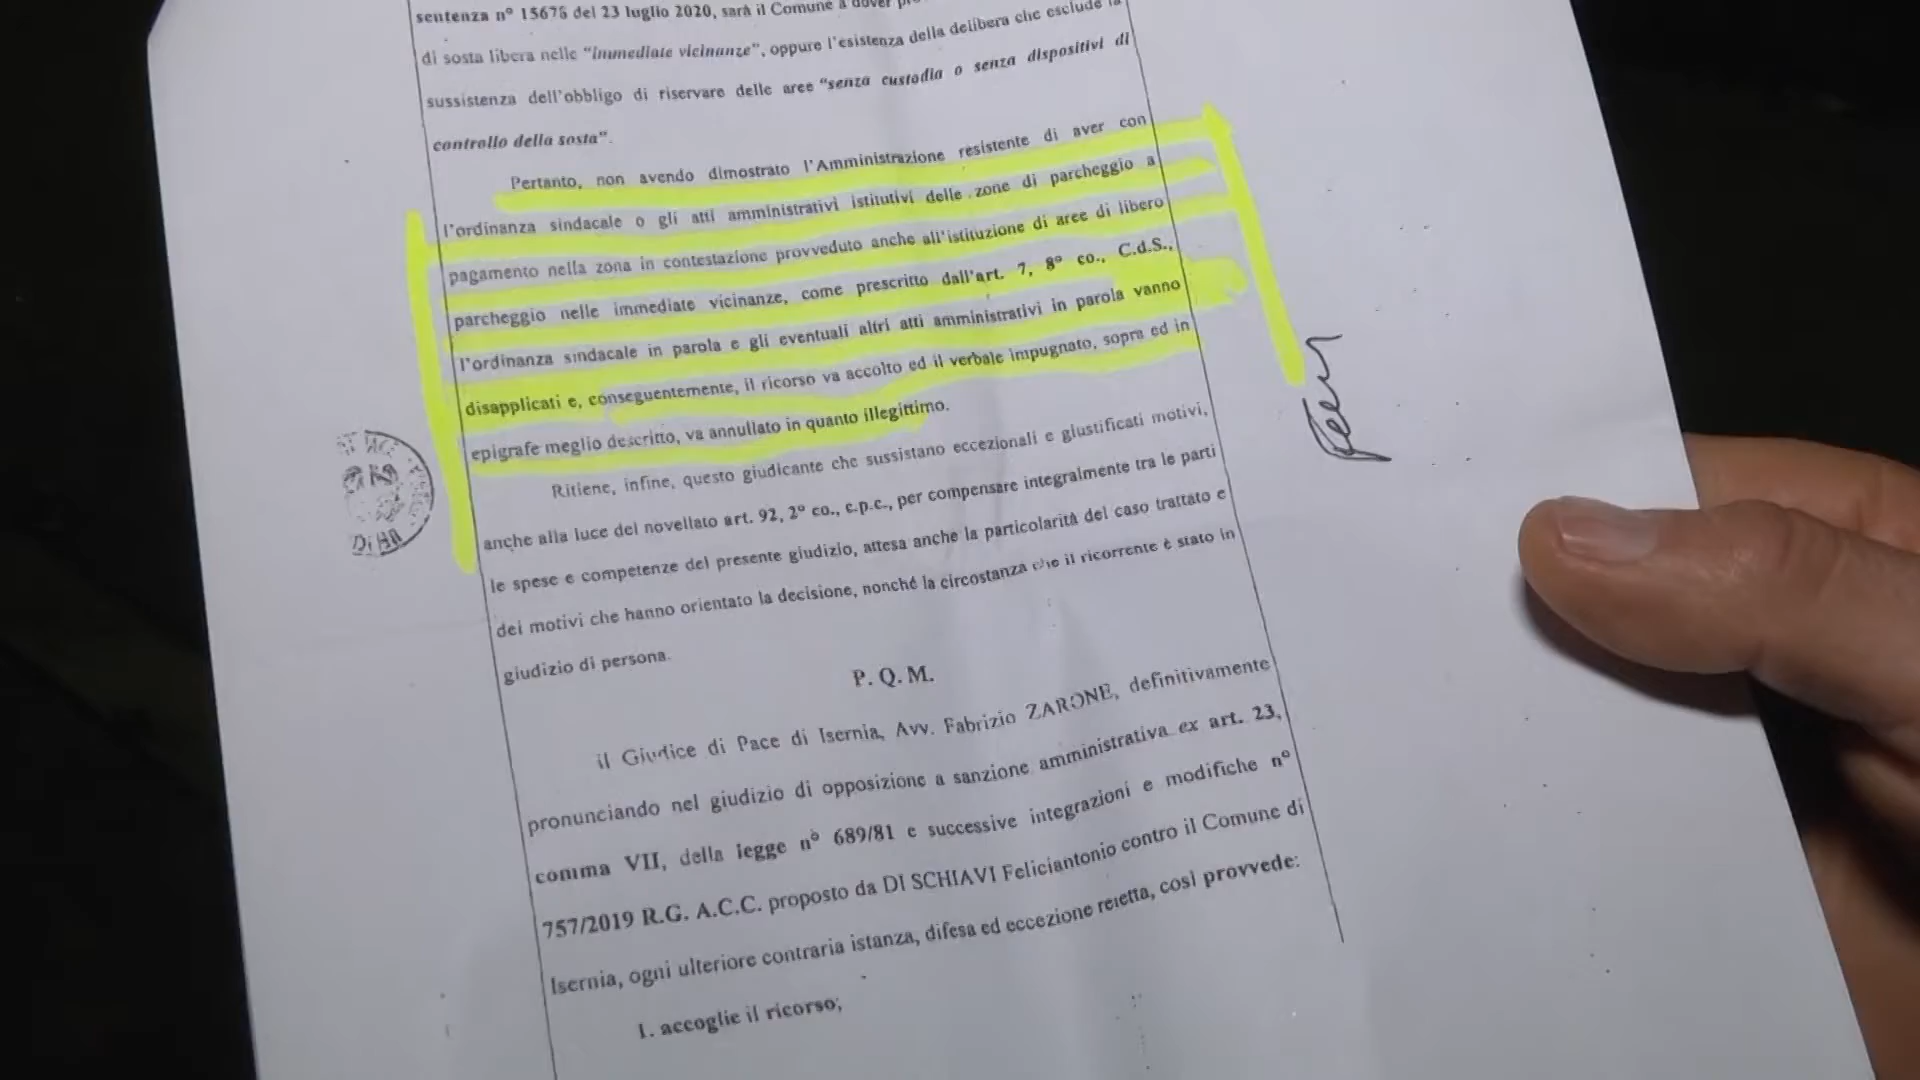 sentenza n° 15678 del 23 luglio 2020, sarà il Comune a dover
di sosta libera nelle “immediate vicinanze”, oppure l’esistenza della delibera che esclude la
sussistenza dell’obbligo di riservare delle aree “senza custodia o senza dispositivi di
controllo della sosta”.
Pertanto, non avendo dimostrato l’Amministrazione resistente di aver con
l’ordinanza sindacale o gli atti amministrativi istitutivi delle zone di parcheggio a
pagamento nella zona in contestazione provveduto anche all’istituzione di aree di libero
parcheggio nelle immediate vicinanze, come prescritto dall’art. 7, 8° co., C.d.S.,
l’ordinanza sindacale in parola e gli eventuali altri atti amministrativi in parola vanno
disapplicati e, conseguentemente, il ricorso va accolto ed il verbale impugnato, sopra ed in
epigrafe meglio descritto, va annullato in quanto illegittimo.
Ritiene, infine, questo giudicante che sussistano eccezionali e giustificati motivi,
anche alla luce del novellato art. 92, 2° co., c.p.c., per compensare integralmente tra le parti
le spese e competenze del presente giudizio, attesa anche la particolarità del caso trattato e
dei motivi che hanno orientato la decisione, nonché la circostanza che il ricorrente è stato in
giudizio di persona.
P. Q. M.
il Giudice di Pace di Isernia, Avv. Fabrizio ZARONE, definitivamente
pronunciando nel giudizio di opposizione a sanzione amministrativa ex art. 23,
comma VII, della legge n° 689/81 e successive integrazioni e modifiche n°
757/2019 R.G. A.C.C. proposto da DI SCHIAVI Feliciantonio contro il Comune di
Isernia, ogni ulteriore contraria istanza, difesa ed eccezione reietta, così provvede:
1. accoglie il ricorso;